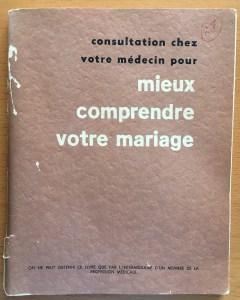 consultation chez
votre médecin pour
mieux
comprendre
votre mariage
ON NE PEUT OBTENIR CE LIVRE QUE PAR L'INTERMÉDIAIRE D'UN MEMBRE DE LA
PROFESSION MÉDICALE.